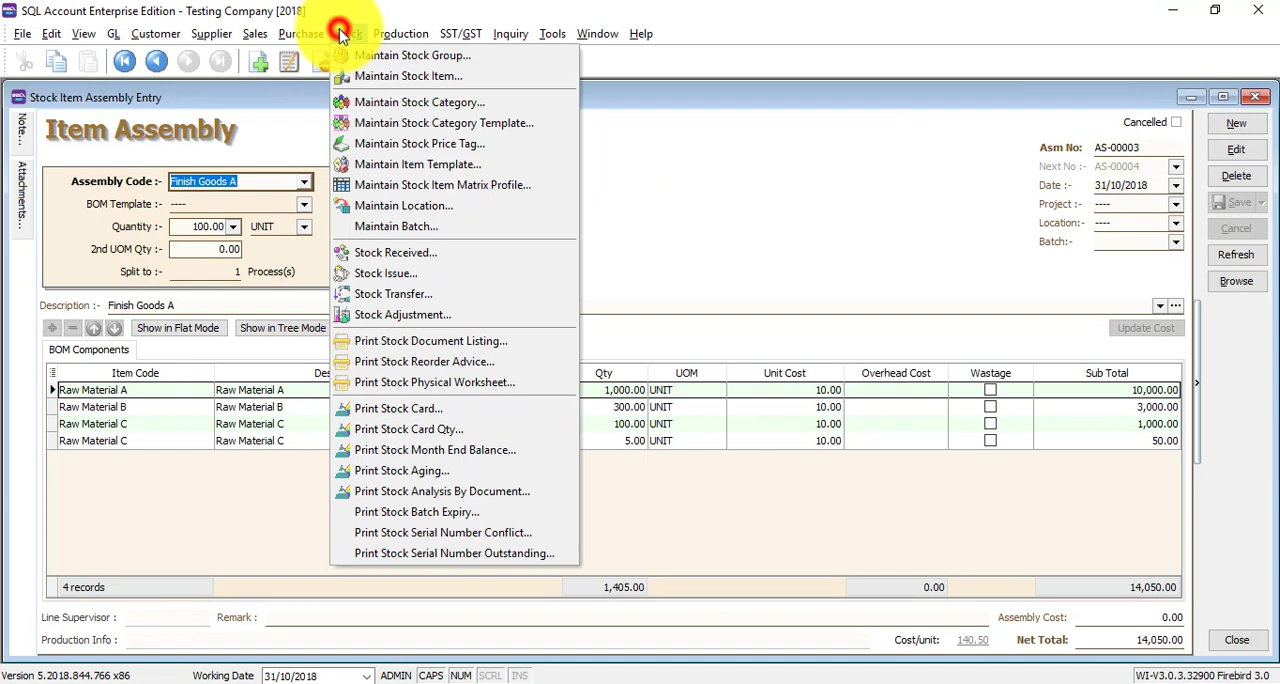 SQL Account Enterprise Edition - Testing Company [2018]
File Edit View GL Customer Supplier Sales Purchase Production SST/GST Inquiry Tools Window Help
Maintain Stock Group...
Maintain Stock Item...
Maintain Stock Category...
Maintain Stock Category Template...
Maintain Stock Price Tag...
Maintain Item Template...
Maintain Stock Item Matrix Profile...
Maintain Location...
Maintain Batch...
Stock Received...
Stock Issue...
Stock Transfer...
Stock Adjustment...
Print Stock Document Listing...
Print Stock Reorder Advice...
Print Stock Physical Worksheet...
Print Stock Card...
Print Stock Card Qty...
Print Stock Month End Balance...
Print Stock Aging...
Print Stock Analysis By Document...
Print Stock Batch Expiry...
Print Stock Serial Number Conflict...
Print Stock Serial Number Outstanding...
Stock Item Assembly Entry
Note...
Attachments...
Item Assembly
Cancelled
Assembly Code :- Finish Goods A
BOM Template :- ----
Quantity :- 100.00 UNIT
2nd UOM Qty :- 0.00
Split to :- 1 Process(s)
Asm No: AS-00003
Next No :- AS-00004
Date :- 31/10/2018
Project :- ----
Location:- ----
Batch:-
New
Edit
Delete
Save
Cancel
Refresh
Browse
Description :- Finish Goods A
Show in Flat Mode Show in Tree Mode Update Cost
BOM Components
Item Code Des Qty UOM Unit Cost Overhead Cost Wastage Sub Total
Raw Material A Raw Material A 1,000.00 UNIT 10.00 10,000.00
Raw Material B Raw Material B 300.00 UNIT 10.00 3,000.00
Raw Material C Raw Material C 100.00 UNIT 10.00 1,000.00
Raw Material C Raw Material C 5.00 UNIT 10.00 50.00
4 records 1,405.00 0.00 14,050.00
Line Supervisor : Remark : Assembly Cost: 0.00
Production Info : Cost/unit: 140.50 Net Total: 14,050.00
Close
Version 5.2018.844.766 x86 Working Date 31/10/2018 ADMIN CAPS NUM SCRL INS WI-V3.0.3.32900 Firebird 3.0